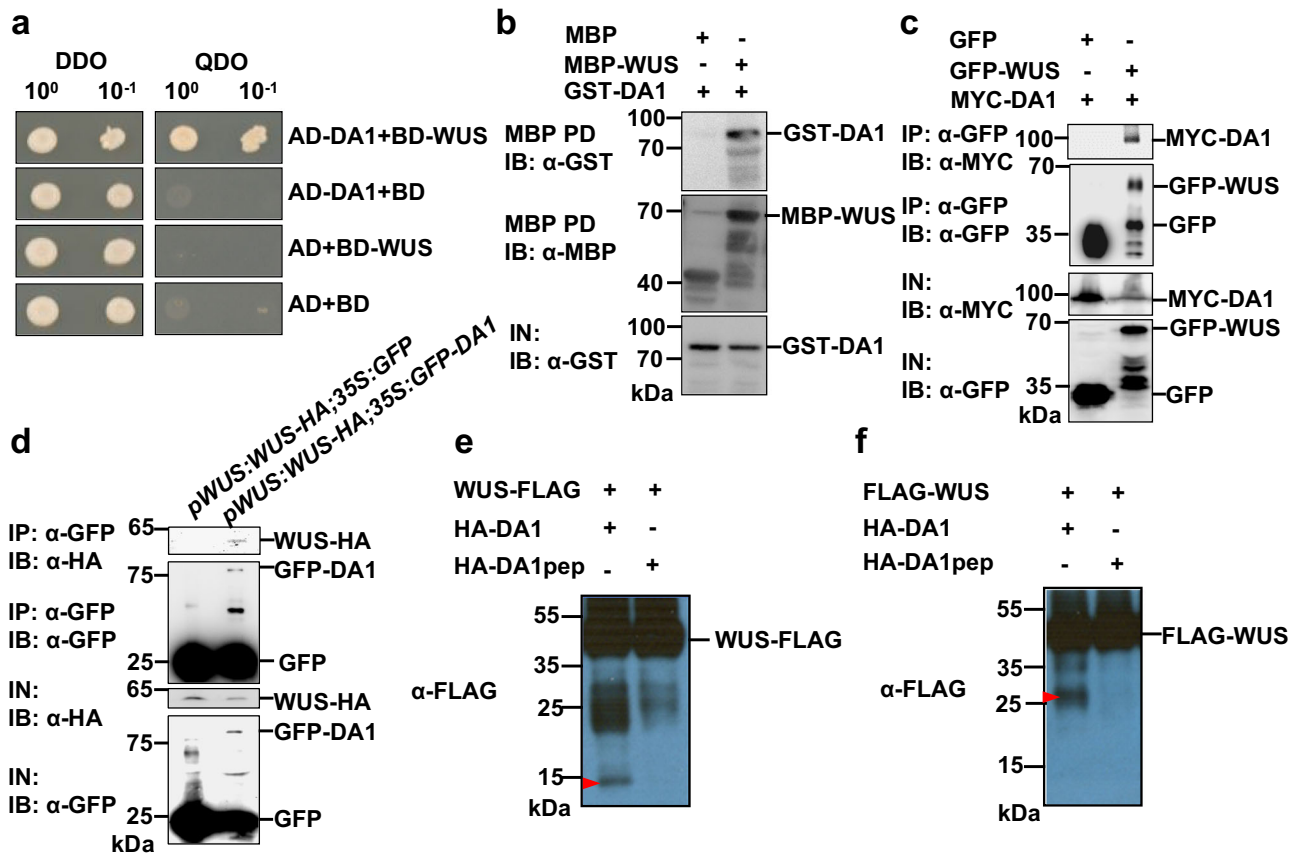 a
DDO QDO
10⁰ 10⁻¹ 10⁰ 10⁻¹
AD-DA1+BD-WUS
AD-DA1+BD
AD+BD-WUS
AD+BD
b
MBP + -
MBP-WUS - +
GST-DA1 + +
MBP PD
IB: α-GST
100
70
GST-DA1
MBP PD
IB: α-MBP
70
40
MBP-WUS
IN:
IB: α-GST
100
70
GST-DA1
kDa
c
GFP + -
GFP-WUS - +
MYC-DA1 + +
IP: α-GFP
IB: α-MYC
100
MYC-DA1
IP: α-GFP
IB: α-GFP
70
35
GFP-WUS
GFP
IN:
IB: α-MYC
100
MYC-DA1
IN:
IB: α-GFP
70
35
GFP-WUS
GFP
kDa
d
pWUS:WUS-HA;35S:GFP
pWUS:WUS-HA;35S:GFP-DA1
IP: α-GFP
IB: α-HA
65
WUS-HA
IP: α-GFP
IB: α-GFP
75
25
GFP-DA1
GFP
IN:
IB: α-HA
65
WUS-HA
IN:
IB: α-GFP
75
25
GFP-DA1
GFP
kDa
e
WUS-FLAG + +
HA-DA1 + -
HA-DA1pep - +
55
35
25
15
WUS-FLAG
α-FLAG
kDa
f
FLAG-WUS + +
HA-DA1 + -
HA-DA1pep - +
55
35
25
15
FLAG-WUS
α-FLAG
kDa